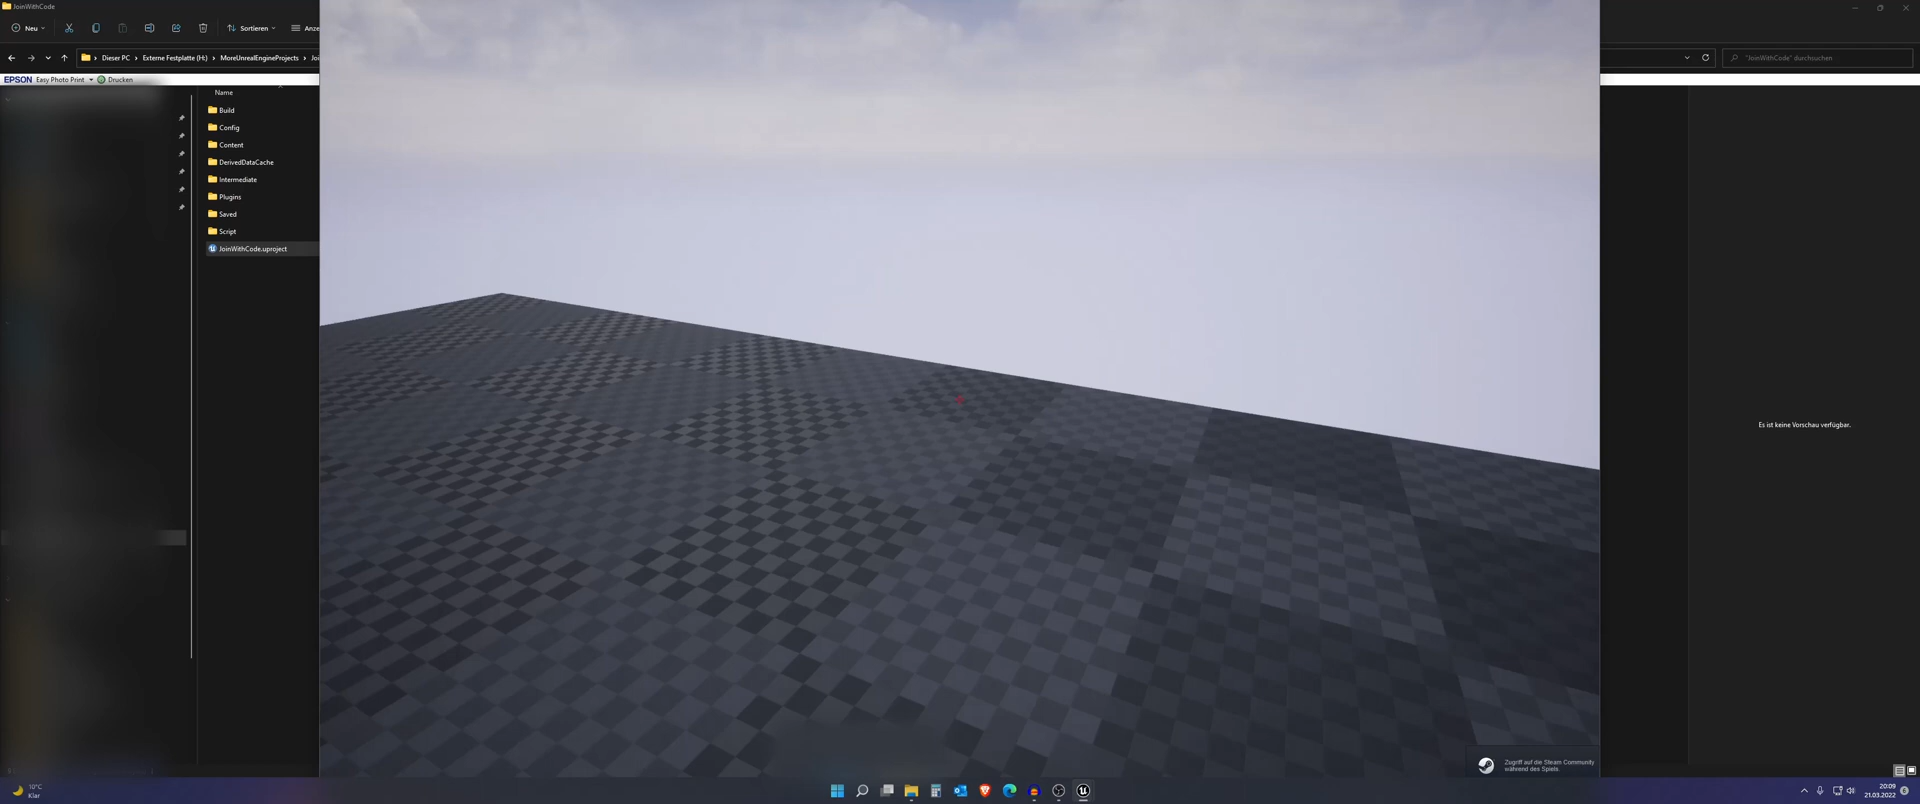 JoinWithCode
Neu
Sortieren
Anze
Dieser PC
Externe Festplatte (H:)
MoreUnrealEngineProjects
"JoinWithCode" durchsuchen
EPSON Easy Photo Print
Drucken
Name
Build
Config
Content
DerivedDataCache
Intermediate
Plugins
Saved
Script
JoinWithCode.uproject
Es ist keine Vorschau verfügbar.
Zugriff auf die Steam Community
während des Spiels.
10°C
Klar
20:09
21.03.2022
6